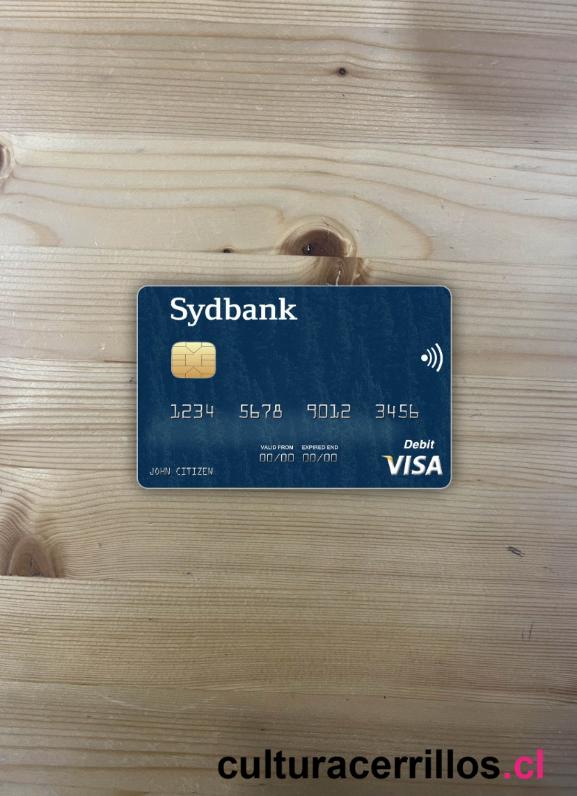 Sydbank
1234 5678 9012 3456
VALID FROM EXPIRED END
00/00 00/00
JOHN CITIZEN
Debit
VISA
culturacerrillos.cl